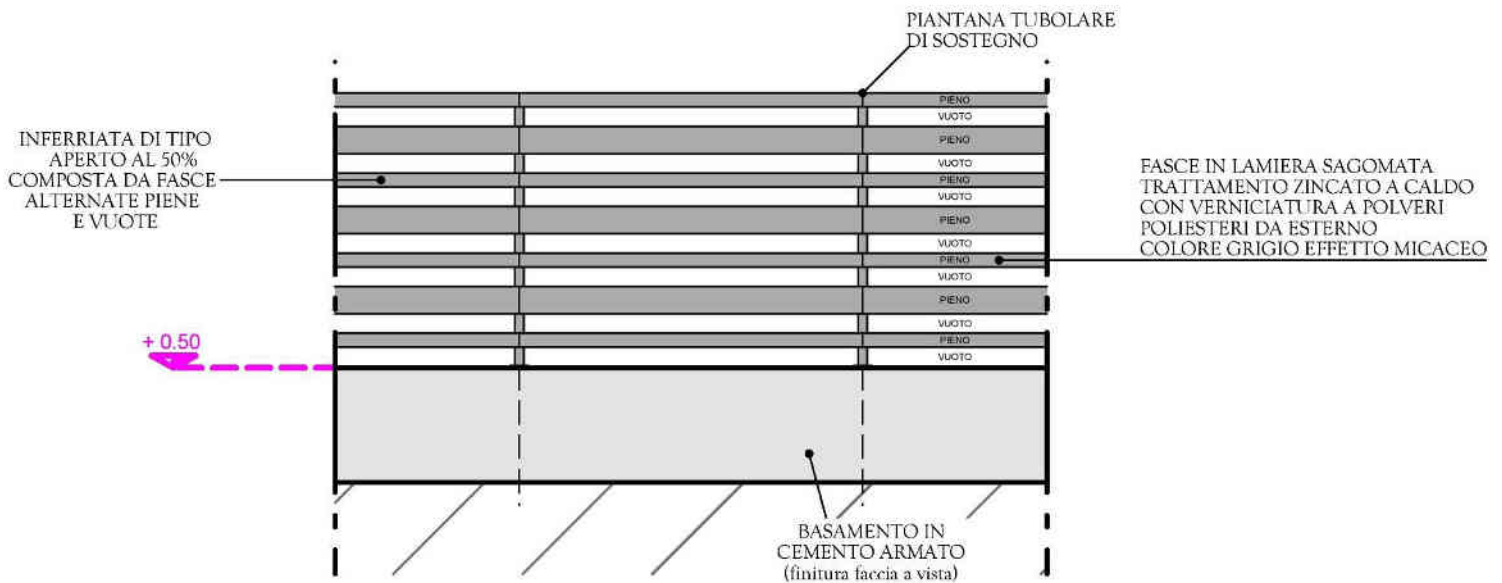 PIANTANA TUBOLARE
DI SOSTEGNO
INFERRIATA DI TIPO
APERTO AL 50%
COMPOSTA DA FASCE
ALTERNATE PIENE
E VUOTE
PIENO
VUOTO
PIENO
VUOTO
PIENO
VUOTO
PIENO
VUOTO
PIENO
VUOTO
PIENO
VUOTO
PIENO
VUOTO
FASCE IN LAMIERA SAGOMATA
TRATTAMENTO ZINCATO A CALDO
CON VERNICIATURA A POLVERI
POLIESTERI DA ESTERNO
COLORE GRIGIO EFFETTO MICACEO
+ 0.50
BASAMENTO IN
CEMENTO ARMATO
(finitura faccia a vista)